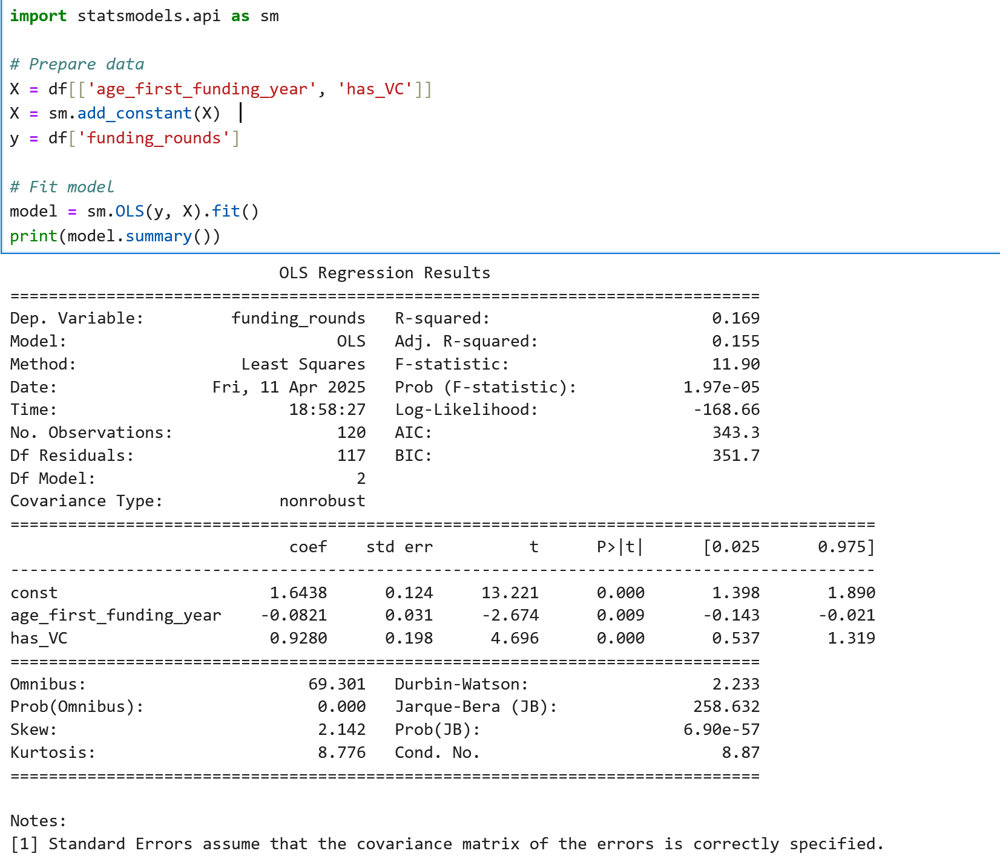 import statsmodels.api as sm
# Prepare data
X = df[['age_first_funding_year', 'has_VC']]
X = sm.add_constant(X)
y = df['funding_rounds']
# Fit model
model = sm.OLS(y, X).fit()
print(model.summary())
OLS Regression Results
==============================================================================
Dep. Variable: funding_rounds R-squared: 0.169
Model: OLS Adj. R-squared: 0.155
Method: Least Squares F-statistic: 11.90
Date: Fri, 11 Apr 2025 Prob (F-statistic): 1.97e-05
Time: 18:58:27 Log-Likelihood: -168.66
No. Observations: 120 AIC: 343.3
Df Residuals: 117 BIC: 351.7
Df Model: 2
Covariance Type: nonrobust
==========================================================================================
coef std err t P>|t| [0.025 0.975]
------------------------------------------------------------------------------------------
const 1.6438 0.124 13.221 0.000 1.398 1.890
age_first_funding_year -0.0821 0.031 -2.674 0.009 -0.143 -0.021
has_VC 0.9280 0.198 4.696 0.000 0.537 1.319
==============================================================================
Omnibus: 69.301 Durbin-Watson: 2.233
Prob(Omnibus): 0.000 Jarque-Bera (JB): 258.632
Skew: 2.142 Prob(JB): 6.90e-57
Kurtosis: 8.776 Cond. No. 8.87
==============================================================================
Notes:
[1] Standard Errors assume that the covariance matrix of the errors is correctly specified.